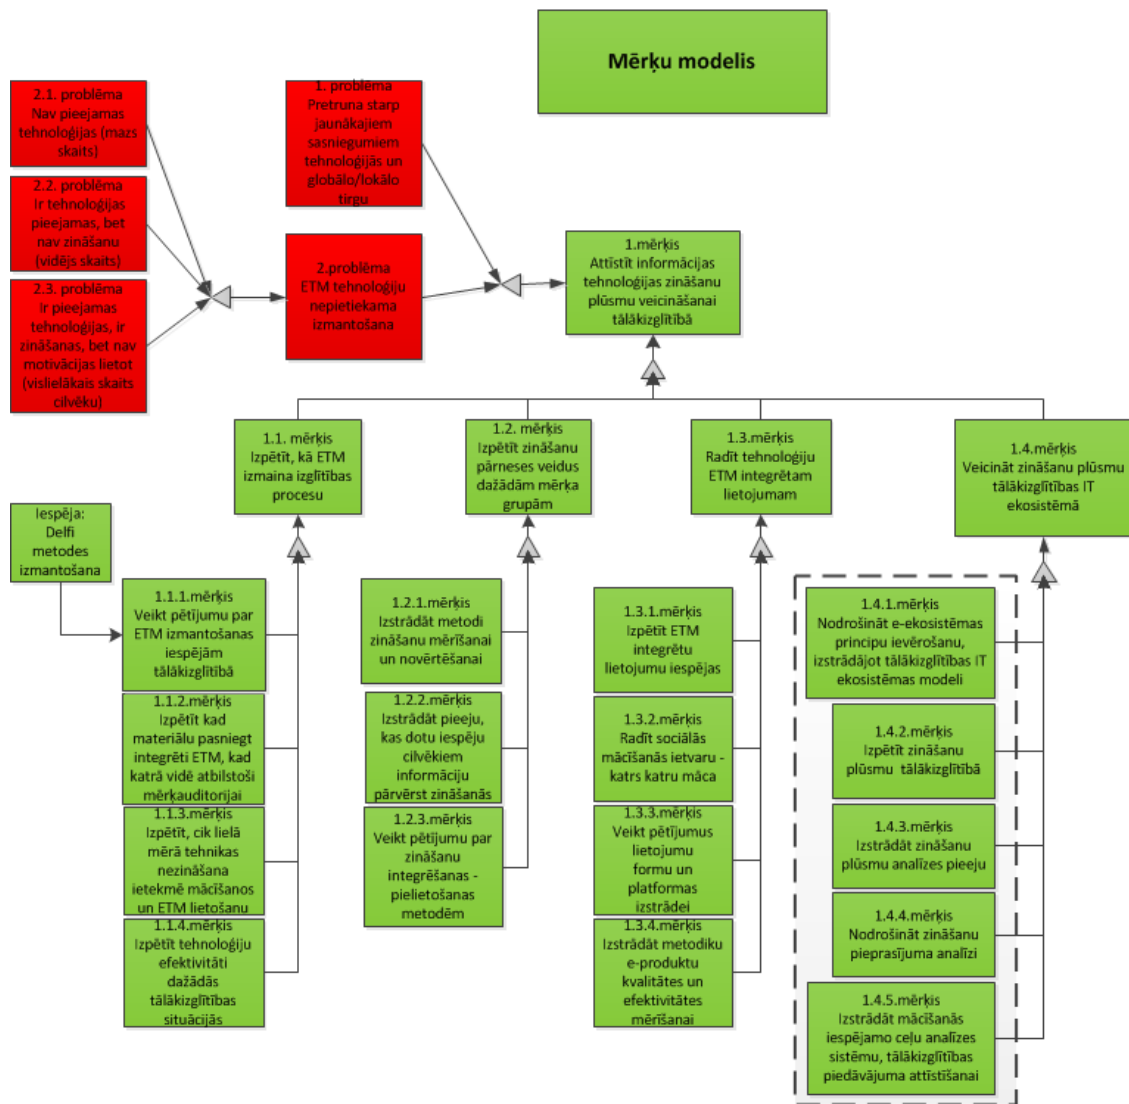 Mērķu modelis
2.1. problēma
Nav pieejamas
tehnoloģijas (mazs
skaits)
1. problēma
Pretruna starp
jaunākajiem
sasniegumiem
tehnoloģijās un
globālo/lokālo
tirgu
2.2. problēma
Ir tehnoloģijas
pieejamas, bet
nav zināšanu
(vidējs skaits)
2.3. problēma
Ir pieejamas
tehnoloģijas, ir
zināšanas, bet nav
motivācijas lietot
(vislielākais skaits
cilvēku)
2.problēma
ETM tehnoloģiju
nepietiekama
izmantošana
1.mērķis
Attīstīt informācijas
tehnoloģijas zināšanu
plūsmu veicināšanai
tālākizglītībā
1.1. mērķis
Izpētīt, kā ETM
izmaina izglītības
procesu
1.2. mērķis
Izpētīt zināšanu
pārneses veidus
dažādām mērķa
grupām
1.3.mērķis
Radīt tehnoloģiju
ETM integrētam
lietojumam
1.4.mērķis
Veicināt zināšanu plūsmu
tālākizglītības IT
ekosistēmā
Iespēja:
Delfi
metodes
izmantošana
1.1.1.mērķis
Veikt pētījumu par
ETM izmantošanas
iespējām
tālākizglītībā
1.1.2.mērķis
Izpētīt kad
materiālu pasniegt
integrēti ETM, kad
katrā vidē atbilstoši
mērķauditorijai
1.1.3.mērķis
Izpētīt, cik lielā
mērā tehnikas
nezināšana
ietekmē mācīšanos
un ETM lietošanu
1.1.4.mērķis
Izpētīt tehnoloģiju
efektivitāti
dažādās
tālākizglītības
situācijās
1.2.1.mērķis
Izstrādāt metodi
zināšanu mērīšanai
un novērtēšanai
1.2.2.mērķis
Izstrādāt pieeju,
kas dotu iespēju
cilvēkiem
informāciju
pārvērst zināšanās
1.2.3.mērķis
Veikt pētījumu par
zināšanu
integrēšanas -
pielietošanas
metodēm
1.3.1.mērķis
Izpētīt ETM
integrētu
lietojumu iespējas
1.3.2.mērķis
Radīt sociālās
mācīšanās ietvaru -
katrs katru māca
1.3.3.mērķis
Veikt pētījumus
lietojumu
formu un
platformas
izstrādei
1.3.4.mērķis
Izstrādāt metodiku
e-produktu
kvalitātes un
efektivitātes
mērīšanai
1.4.1.mērķis
Nodrošināt e-ekosistēmas
principu ievērošanu,
izstrādājot tālākizglītības IT
ekosistēmas modeli
1.4.2.mērķis
Izpētīt zināšanu
plūsmu tālākizglītībā
1.4.3.mērķis
Izstrādāt zināšanu
plūsmu analīzes pieeju
1.4.4.mērķis
Nodrošināt zināšanu
pieprasījuma analīzi
1.4.5.mērķis
Izstrādāt mācīšanās
iespējamo ceļu analīzes
sistēmu, tālākizglītības
piedāvājuma attīstīšanai